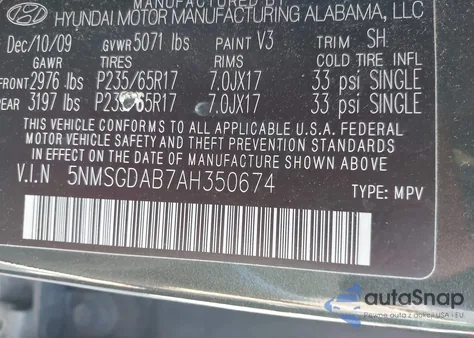 MANUFACTURED BY
HYUNDAI MOTOR MANUFACTURING ALABAMA, LLC
Dec/10/09 GVWR 5071 lbs PAINT V3 TRIM SH
GAWR TIRES RIMS COLD TIRE INFL
FRONT 2976 lbs P235/65R17 7.0JX17 33 psi SINGLE
REAR 3197 lbs P235/65R17 7.0JX17 33 psi SINGLE
THIS VEHICLE CONFORMS TO ALL APPLICABLE U.S.A. FEDERAL
MOTOR VEHICLE SAFETY AND THEFT PREVENTION STANDARDS
IN EFFECT ON THE DATE OF MANUFACTURE SHOWN ABOVE.
V.I.N 5NMSGDAB7AH350674
TYPE: MPV
autoSnap